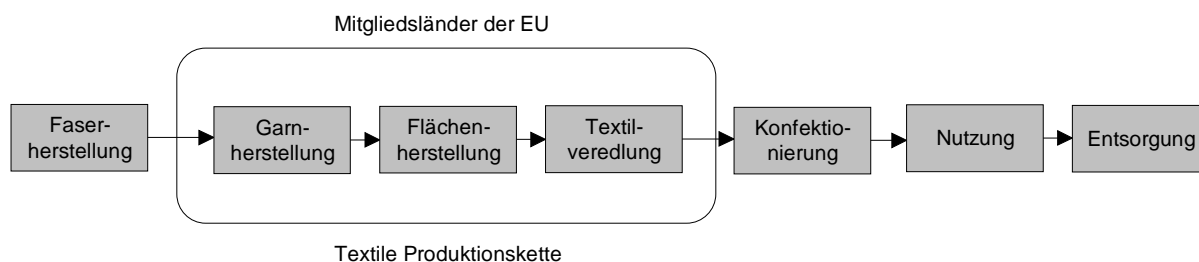 Mitgliedsländer der EU
Faser-
herstellung
Garn-
herstellung
Flächen-
herstellung
Textil-
veredlung
Konfektio-
nierung
Nutzung
Entsorgung
Textile Produktionskette